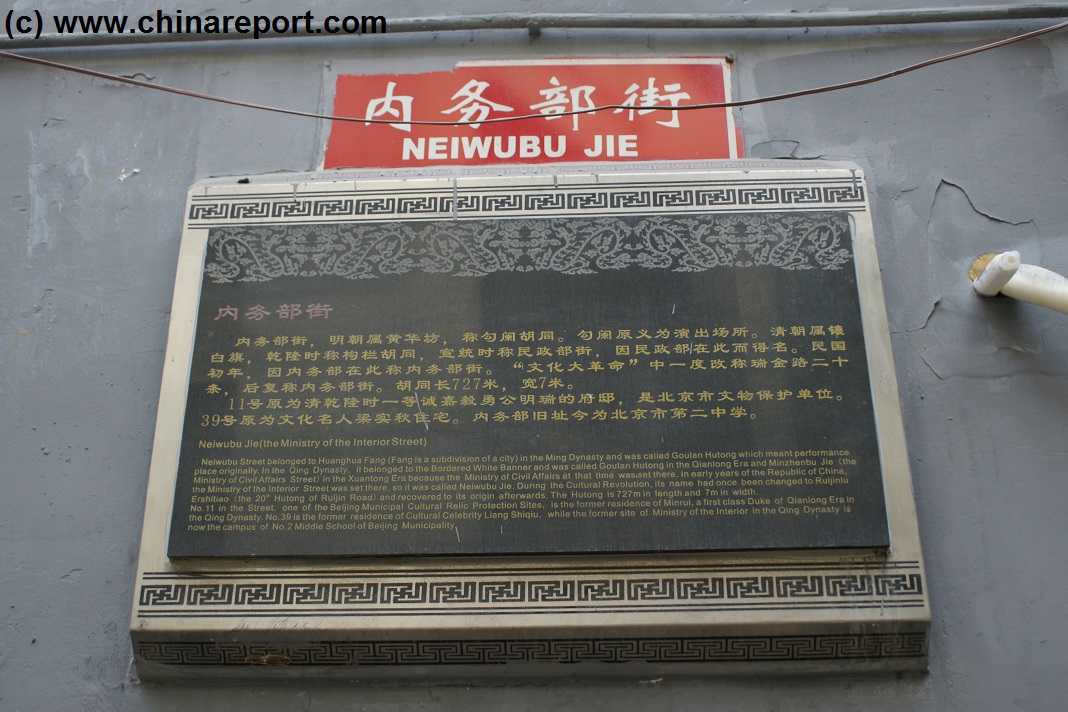 (c) www.chinareport.com
内务部街
NEIWUBU JIE
内务部街
内务部街，明朝属黄华坊，称勾阑胡同。勾阑原义为演出场所。清朝属镶
白旗，乾隆时称构栏胡同，宣统时称民政部街，因民政部在此而得名。民国
初年，因内务部在此称内务部街。“文化大革命”中一度改称瑞金路二十
条，后复称内务部街。胡同长727米，宽7米。
11号原为清乾隆时一等诚嘉毅勇公明瑞的府邸，是北京市文物保护单位。
39号原为文化名人梁实秋住宅。内务部旧址今为北京市第二中学。
Neiwubu Jie(the Ministry of the Interior Street)
Neiwubu Street belonged to Huanghua Fang (Fang is a subdivision of a city) in the Ming Dynasty and was called Goulan Hutong which meant performance
place originally. In the Qing Dynasty, it belonged to the Bordered White Banner and was called Goulan Hutong in the Qianlong Era and Minzhenbu Jie (the
Ministry of Civil Affairs Street) in the Xuantong Era because the Ministry of Civil Affairs at that time was set there. In early years of the Republic of China,
the Ministry of the Interior Street was set there, so it was called Neiwubu Jie. During the Cultural Revolution, its name had once been changed to Ruijinlu
Ershitiao (the 20th Hutong of Ruijin Road) and recovered to its origin afterwards. The Hutong is 727m in length and 7m in width.
No.11 in the Street, one of the Beijing Municipal Cultural Relic Protection Sites, is the former residence of Minrui, a first class Duke of Qianlong Era in
the Qing Dynasty. No.39 is the former residence of Cultural Celebrity Liang Shiqiu, while the former site of Ministry of the Interior in the Qing Dynasty is
now the campus of No.2 Middle School of Beijing Municipality.